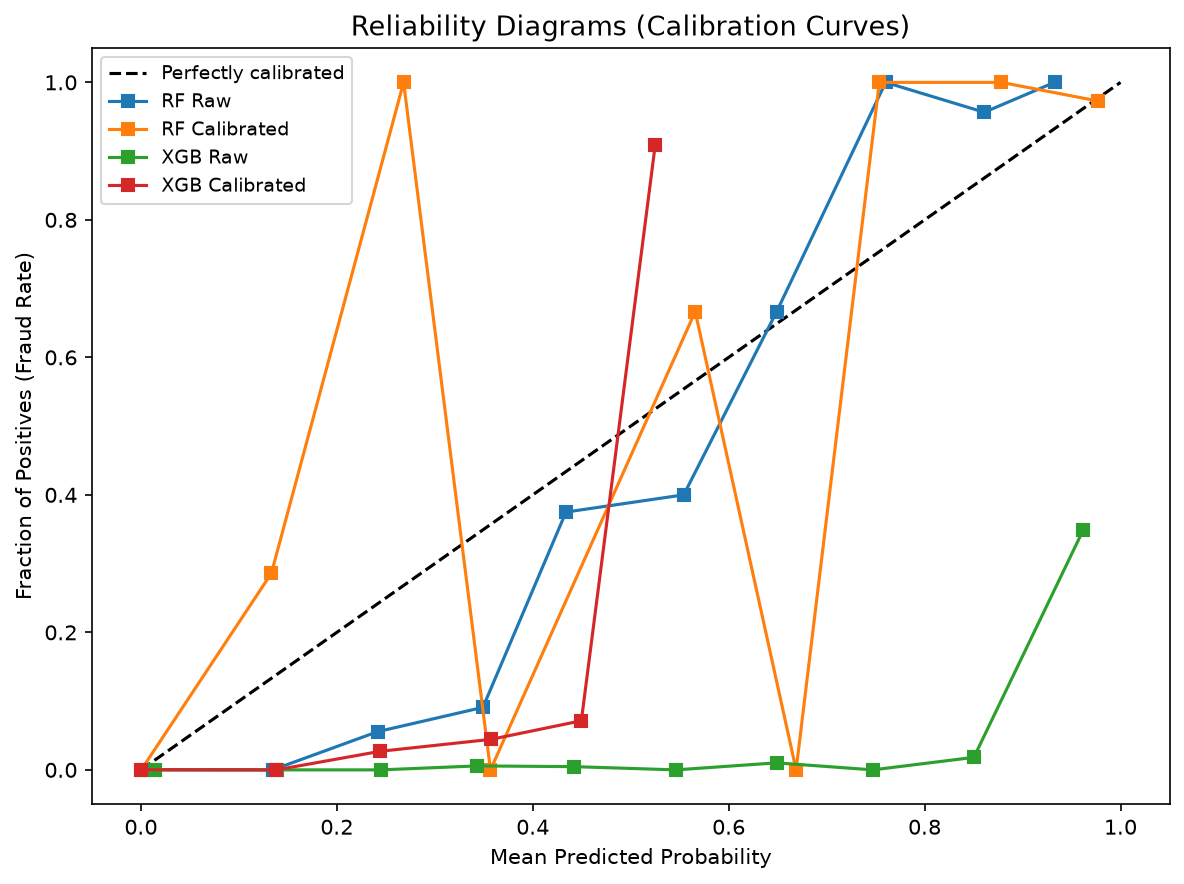 Reliability Diagrams (Calibration Curves)
Perfectly calibrated
RF Raw
RF Calibrated
XGB Raw
XGB Calibrated
Fraction of Positives (Fraud Rate)
1.0
0.8
0.6
0.4
0.2
0.0
0.0 0.2 0.4 0.6 0.8 1.0
Mean Predicted Probability